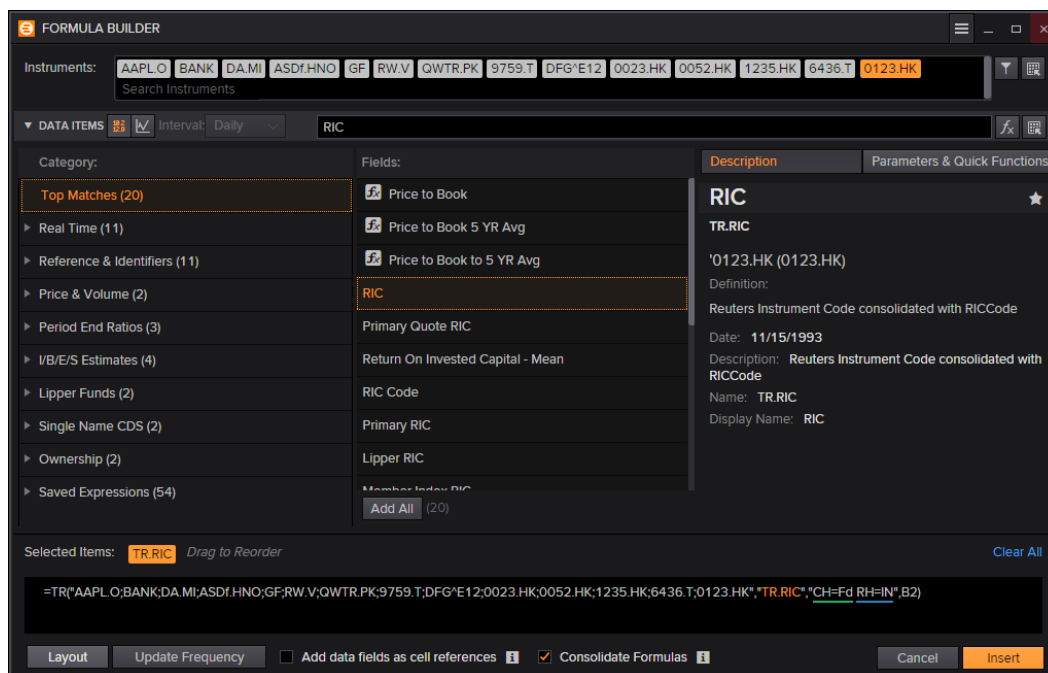 FORMULA BUILDER
Instruments: AAPL.O BANK DA.MI ASDf.HNO GF RW.V QWTR.PK 9759.T DFG^E12 0023.HK 0052.HK 1235.HK 6436.T 0123.HK
Search Instruments
DATA ITEMS Interval: Daily RIC
Category:
Top Matches (20)
Real Time (11)
Reference & Identifiers (11)
Price & Volume (2)
Period End Ratios (3)
I/B/E/S Estimates (4)
Lipper Funds (2)
Single Name CDS (2)
Ownership (2)
Saved Expressions (54)
Fields:
Price to Book
Price to Book 5 YR Avg
Price to Book to 5 YR Avg
RIC
Primary Quote RIC
Return On Invested Capital - Mean
RIC Code
Primary RIC
Lipper RIC
Member Index RIC
Add All (20)
Description Parameters & Quick Functions
RIC
TR.RIC
'0123.HK (0123.HK)
Definition:
Reuters Instrument Code consolidated with RICCode
Date: 11/15/1993
Description: Reuters Instrument Code consolidated with
RICCode
Name: TR.RIC
Display Name: RIC
Selected Items: TR.RIC Drag to Reorder Clear All
=TR("AAPL.O;BANK;DA.MI;ASDf.HNO;GF;RW.V;QWTR.PK;9759.T;DFG^E12;0023.HK;0052.HK;1235.HK;6436.T;0123.HK","TR.RIC","CH=Fd RH=IN",B2)
Layout Update Frequency Add data fields as cell references Consolidate Formulas Cancel Insert